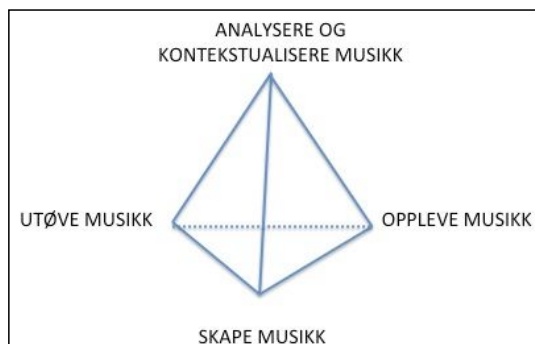 ANALYSERE OG
KONTEKSTUALISERE MUSIKK
UTØVE MUSIKK
OPPLEVE MUSIKK
SKAPE MUSIKK